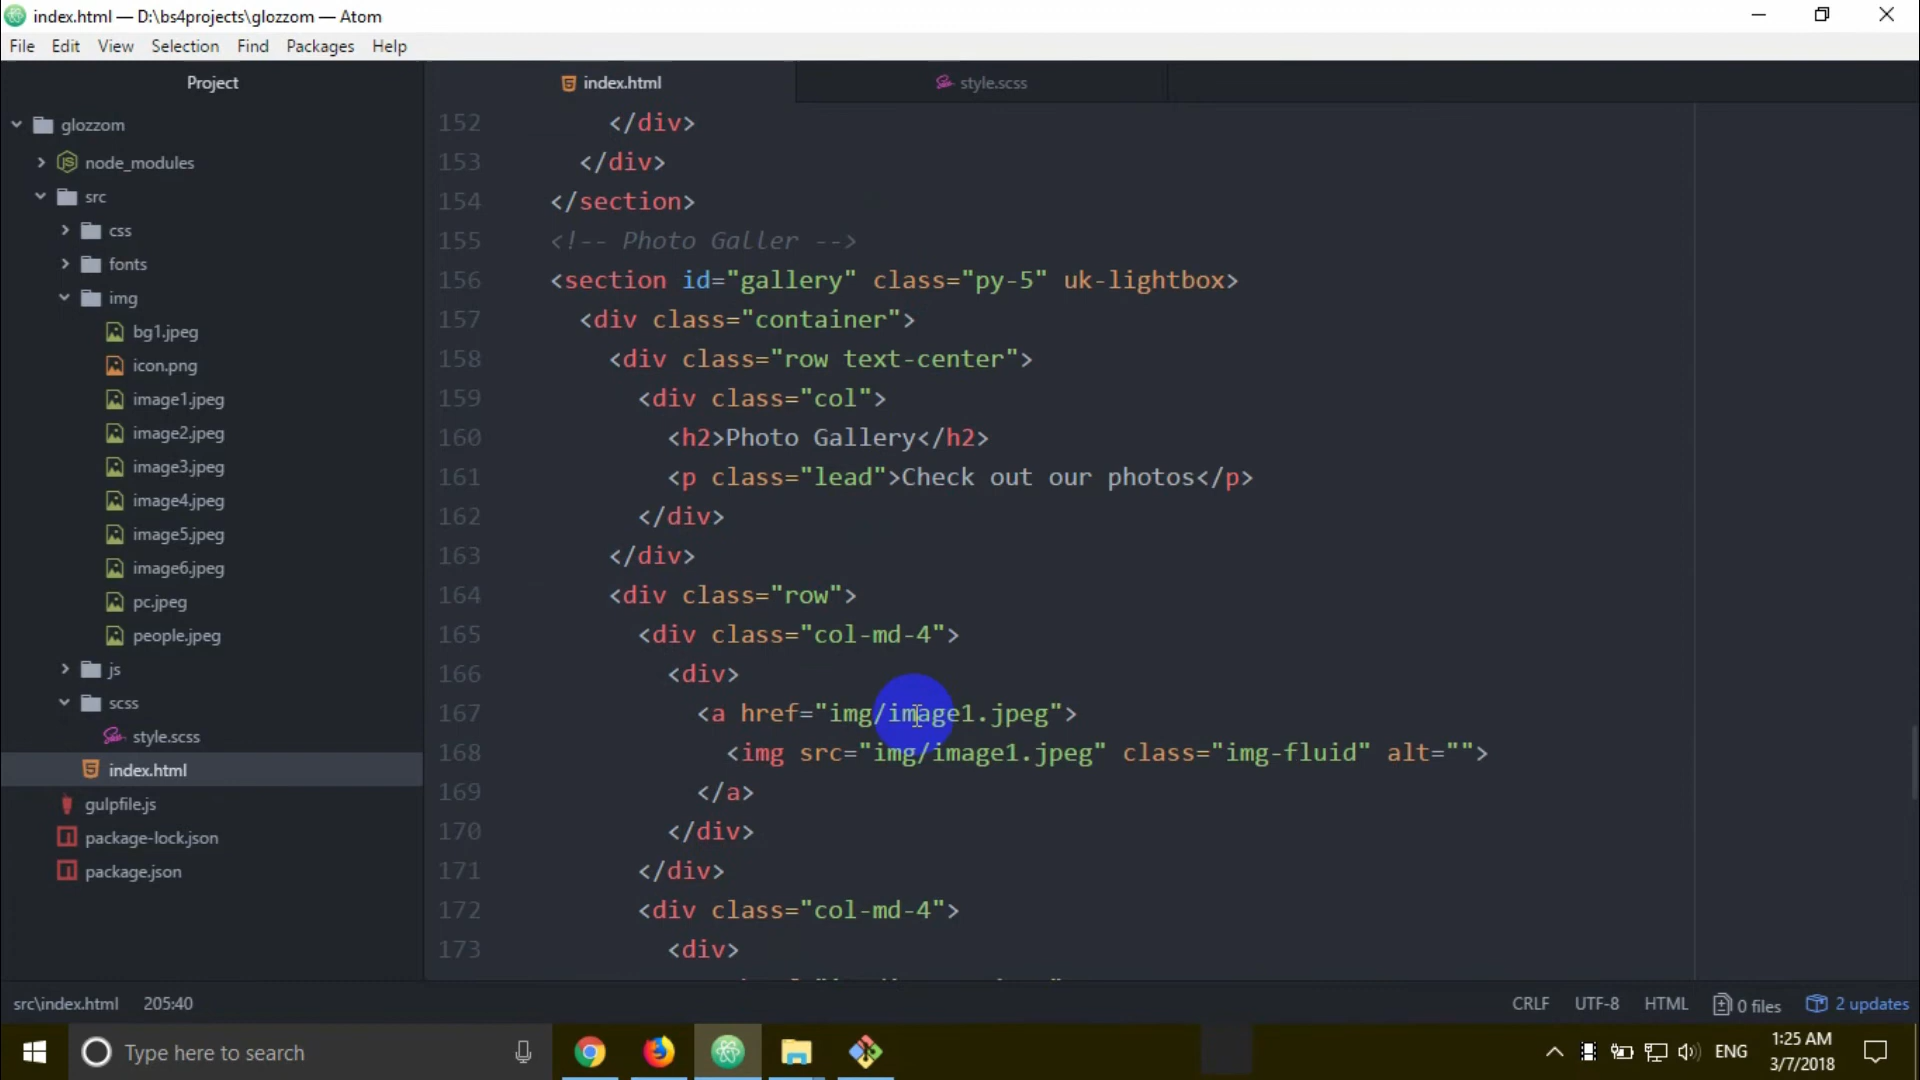 index.html — D:\bs4projects\glozzom — Atom
File Edit View Selection Find Packages Help
Project
glozzom
node_modules
src
css
fonts
img
bg1.jpeg
icon.png
image1.jpeg
image2.jpeg
image3.jpeg
image4.jpeg
image5.jpeg
image6.jpeg
pc.jpeg
people.jpeg
js
scss
style.scss
index.html
gulpfile.js
package-lock.json
package.json
index.html style.scss
152 </div>
153 </div>
154 </section>
155 <!-- Photo Galler -->
156 <section id="gallery" class="py-5" uk-lightbox>
157 <div class="container">
158 <div class="row text-center">
159 <div class="col">
160 <h2>Photo Gallery</h2>
161 <p class="lead">Check out our photos</p>
162 </div>
163 </div>
164 <div class="row">
165 <div class="col-md-4">
166 <div>
167 <a href="img/image1.jpeg">
168 <img src="img/image1.jpeg" class="img-fluid" alt="">
169 </a>
170 </div>
171 </div>
172 <div class="col-md-4">
173 <div>
src\index.html 205:40 CRLF UTF-8 HTML 0 files 2 updates
Type here to search
ENG
1:25 AM
3/7/2018